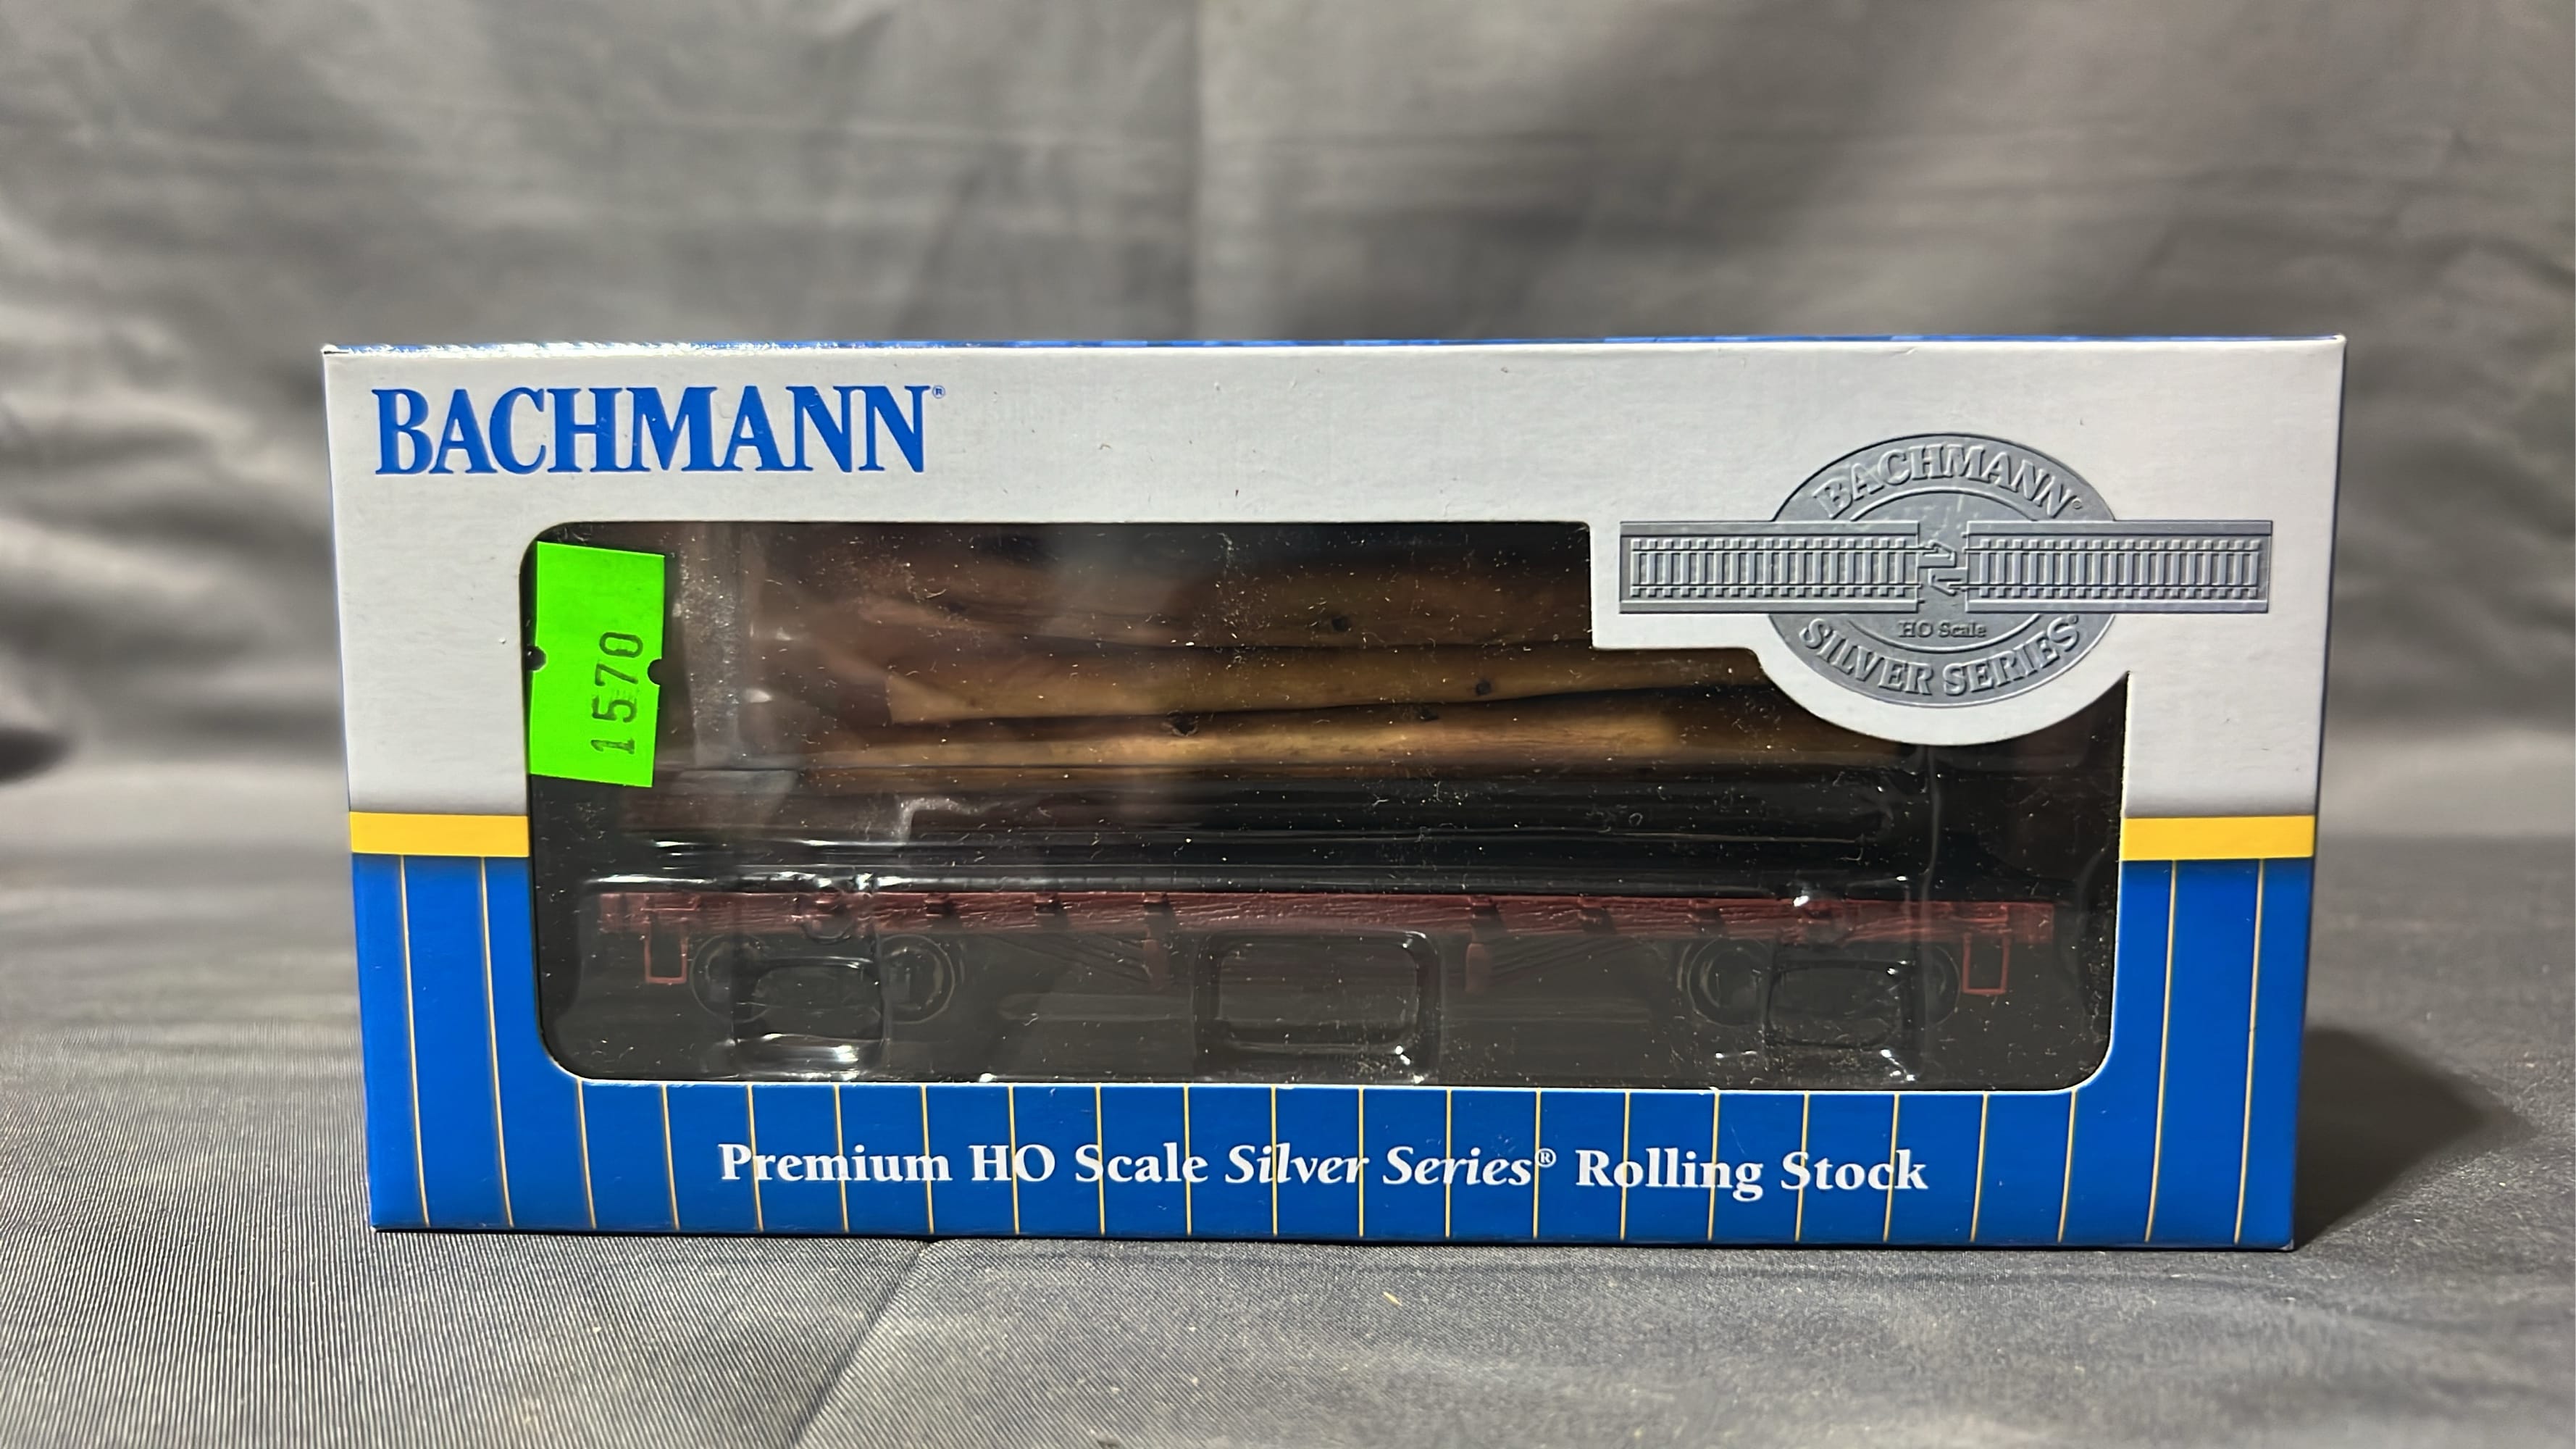 BACHMANN®
BACHMANN®
HO Scale
SILVER SERIES®
1570
Premium HO Scale Silver Series® Rolling Stock